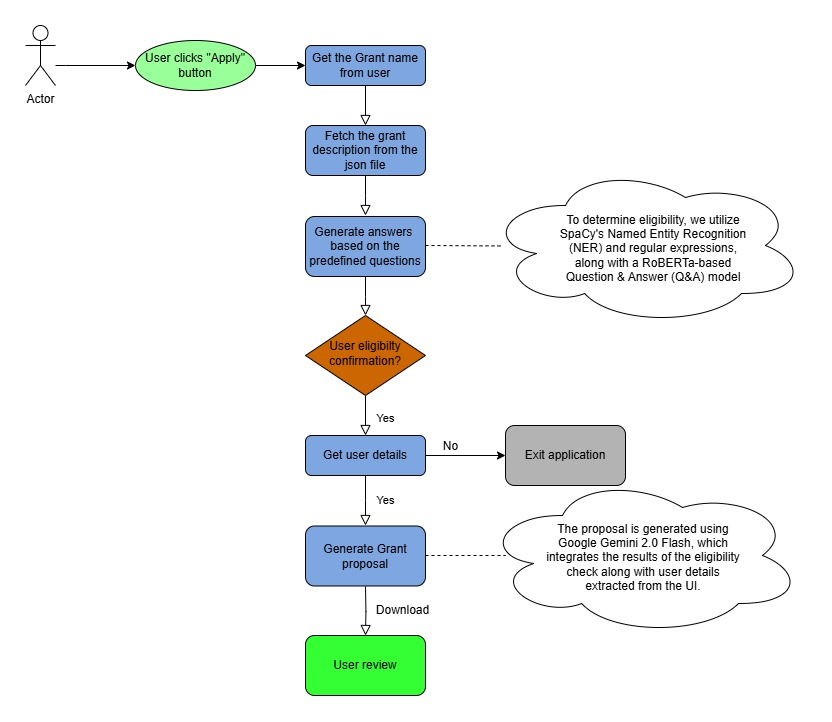 User clicks "Apply"
button
Get the Grant name
from user
Actor
Fetch the grant
description from the
json file
Generate answers
based on the
predefined questions
To determine eligibility, we utilize
SpaCy's Named Entity Recognition
(NER) and regular expressions,
along with a RoBERTa-based
Question & Answer (Q&A) model
User eligibilty
confirmation?
Yes
Get user details
No
Exit application
Yes
Generate Grant
proposal
The proposal is generated using
Google Gemini 2.0 Flash, which
integrates the results of the eligibility
check along with user details
extracted from the UI.
Download
User review